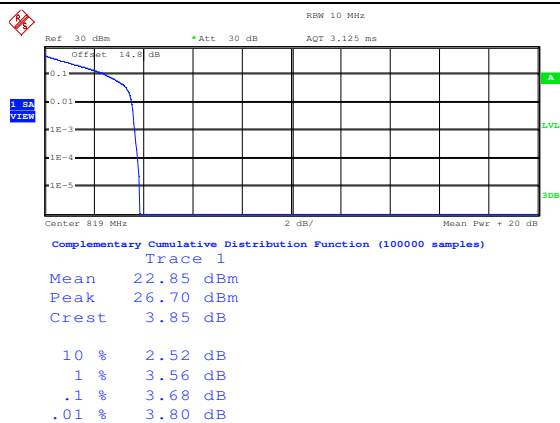 RBW 10 MHz
Ref 30 dBm * Att 30 dB AQT 3.125 ms
Offset 14.8 dB
0.1
A
1 SA
VIEW
0.01
1E-3
LVL
1E-4
1E-5
3DB
Center 819 MHz 2 dB/ Mean Pwr + 20 dB
Complementary Cumulative Distribution Function (100000 samples)
Trace 1
Mean 22.85 dBm
Peak 26.70 dBm
Crest 3.85 dB
10 % 2.52 dB
1 % 3.56 dB
.1 % 3.68 dB
.01 % 3.80 dB